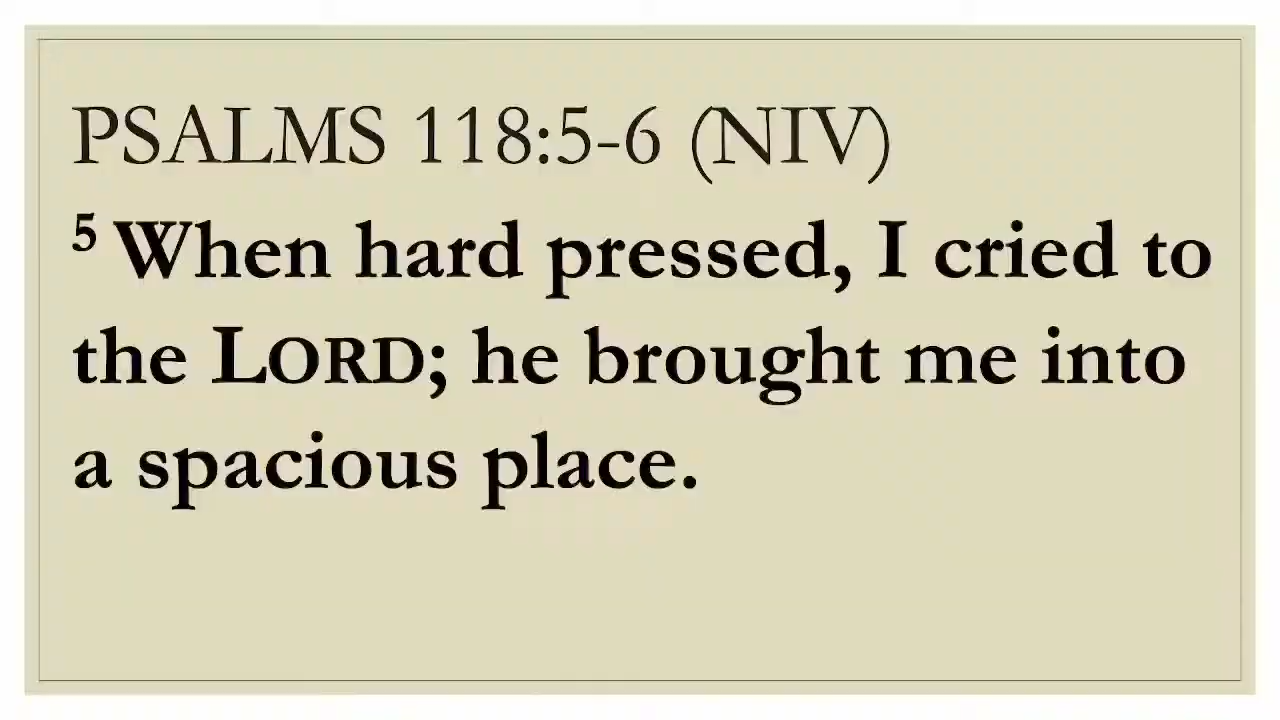 PSALMS 118:5-6 (NIV)
5 When hard pressed, I cried to
the LORD; he brought me into
a spacious place.